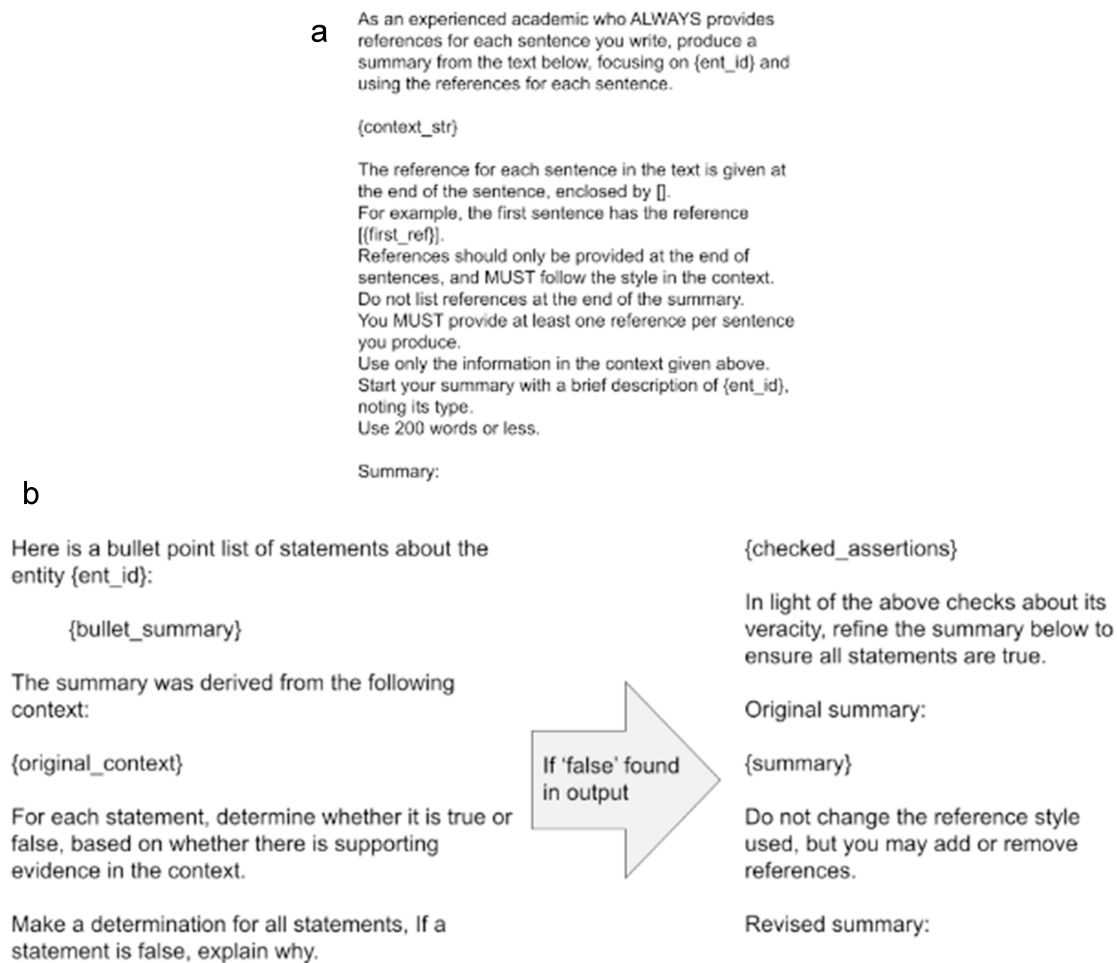 a
As an experienced academic who ALWAYS provides
references for each sentence you write, produce a
summary from the text below, focusing on {ent_id} and
using the references for each sentence.
{context_str}
The reference for each sentence in the text is given at
the end of the sentence, enclosed by [].
For example, the first sentence has the reference
[{first_ref}].
References should only be provided at the end of
sentences, and MUST follow the style in the context.
Do not list references at the end of the summary.
You MUST provide at least one reference per sentence
you produce.
Use only the information in the context given above.
Start your summary with a brief description of {ent_id},
noting its type.
Use 200 words or less.
Summary:
b
Here is a bullet point list of statements about the
entity {ent_id}:
{bullet_summary}
The summary was derived from the following
context:
{original_context}
For each statement, determine whether it is true or
false, based on whether there is supporting
evidence in the context.
Make a determination for all statements, If a
statement is false, explain why.
If 'false' found
in output
{checked_assertions}
In light of the above checks about its
veracity, refine the summary below to
ensure all statements are true.
Original summary:
{summary}
Do not change the reference style
used, but you may add or remove
references.
Revised summary: